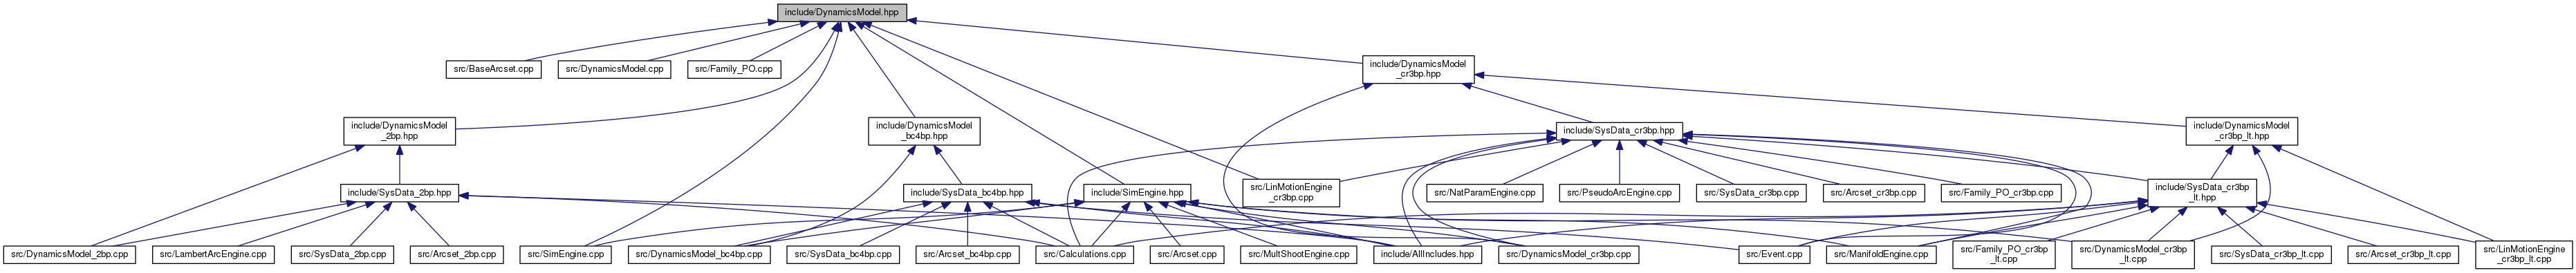 include/DynamicsModel.hpp
src/BaseArcset.cpp
src/DynamicsModel.cpp
src/Family_PO.cpp
include/DynamicsModel
_cr3bp.hpp
include/DynamicsModel
_2bp.hpp
include/DynamicsModel
_bc4bp.hpp
include/SysData_cr3bp.hpp
include/DynamicsModel
_cr3bp_lt.hpp
include/SysData_2bp.hpp
include/SysData_bc4bp.hpp
include/SimEngine.hpp
src/LinMotionEngine
_cr3bp.cpp
src/NatParamEngine.cpp
src/PseudoArcEngine.cpp
src/SysData_cr3bp.cpp
src/Arcset_cr3bp.cpp
src/Family_PO_cr3bp.cpp
include/SysData_cr3bp
_lt.hpp
src/DynamicsModel_2bp.cpp
src/LambertArcEngine.cpp
src/SysData_2bp.cpp
src/Arcset_2bp.cpp
src/SimEngine.cpp
src/DynamicsModel_bc4bp.cpp
src/SysData_bc4bp.cpp
src/Arcset_bc4bp.cpp
src/Calculations.cpp
src/Arcset.cpp
src/MultShootEngine.cpp
include/AllIncludes.hpp
src/DynamicsModel_cr3bp.cpp
src/Event.cpp
src/ManifoldEngine.cpp
src/Family_PO_cr3bp
_lt.cpp
src/DynamicsModel_cr3bp
_lt.cpp
src/SysData_cr3bp_lt.cpp
src/Arcset_cr3bp_lt.cpp
src/LinMotionEngine
_cr3bp_lt.cpp